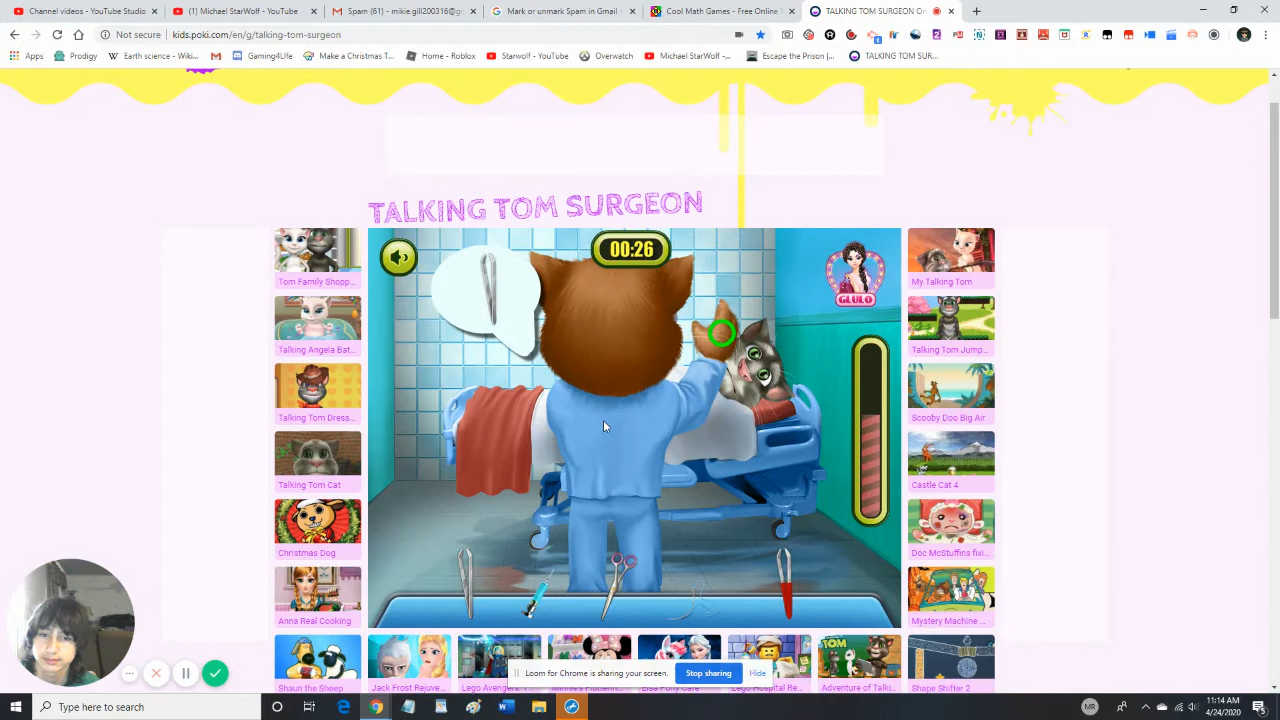 (1) YouTube Studio
(1) Michael StarWolf - YouTube
Spam (61) - mikie.gill200316@g
Mark or unmark Spam in Gmail -
Cool Math Games - Free Online
TALKING TOM SURGEON On
Not secure | kids.poki.com/en/g/talking-tom-surgeon
Apps
Prodigy
Earth science - Wiki...
Gaming4Life
Make a Christmas T...
Home - Roblox
Starwolf - YouTube
Overwatch
Michael StarWolf -...
Escape the Prison |...
TALKING TOM SUR...
TALKING TOM SURGEON
00:26
GLULO
Tom Family Shopp...
Talking Angela Bat...
Talking Tom Dress...
Talking Tom Cat
Christmas Dog
Anna Real Cooking
Shaun the Sheep
My Talking Tom
Talking Tom Jump...
Scooby Doo Big Air
Castle Cat 4
Doc McStuffins fixi...
Mystery Machine ...
Shape Shifter 2
Jack Frost Rejuve...
Lego Avengers: T...
Minnie's Flutterin...
Elsa Pony Care
Lego Hospital Re...
TOM
Adventure of Talki...
Loom for Chrome is sharing your screen.
Stop sharing
Hide
Type here to search
MR
11:14 AM
4/24/2020